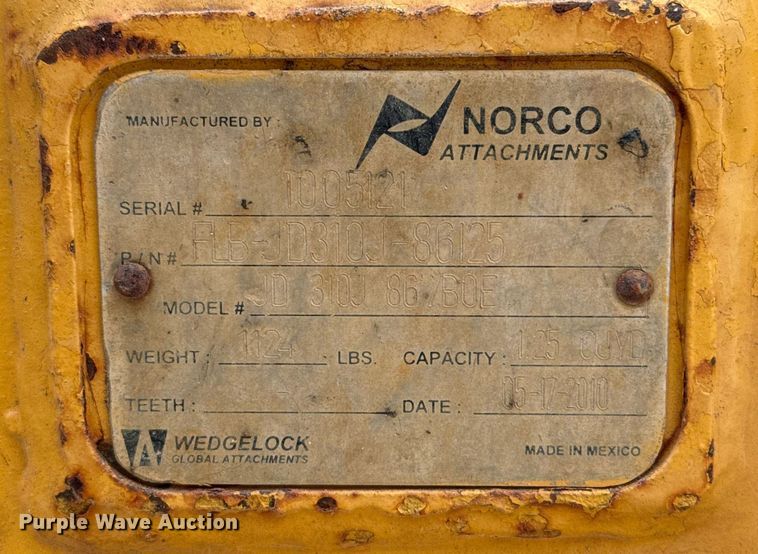 MANUFACTURED BY : NORCO
ATTACHMENTS
SERIAL # 1005121
P/N # FLB-JD310J-86125
MODEL # JD 310J 86" BOE
WEIGHT : 1124 LBS. CAPACITY : 1.25 CUYD
TEETH : - DATE : 05-17-2010
WEDGELOCK
GLOBAL ATTACHMENTS
MADE IN MEXICO
Purple Wave Auction